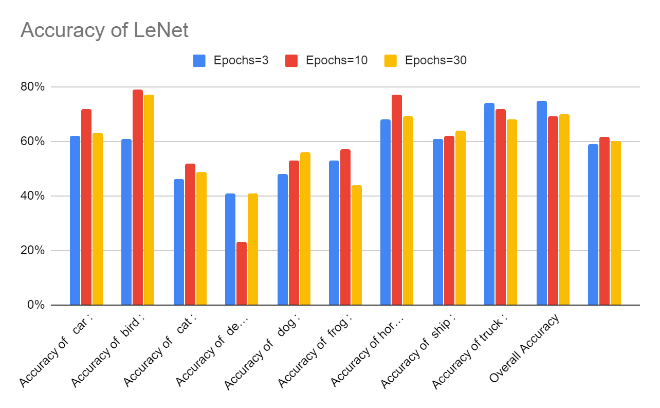 Accuracy of LeNet
Epochs=3 Epochs=10 Epochs=30
80%
60%
40%
20%
0%
Accuracy of car :
Accuracy of bird :
Accuracy of cat :
Accuracy of de…
Accuracy of dog :
Accuracy of frog :
Accuracy of hor…
Accuracy of ship :
Accuracy of truck :
Overall Accuracy